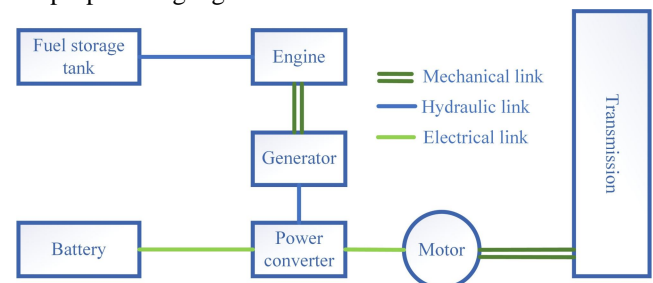 Fuel storage
tank
Engine
Mechanical link
Hydraulic link
Electrical link
Transmission
Generator
Battery
Power
converter
Motor